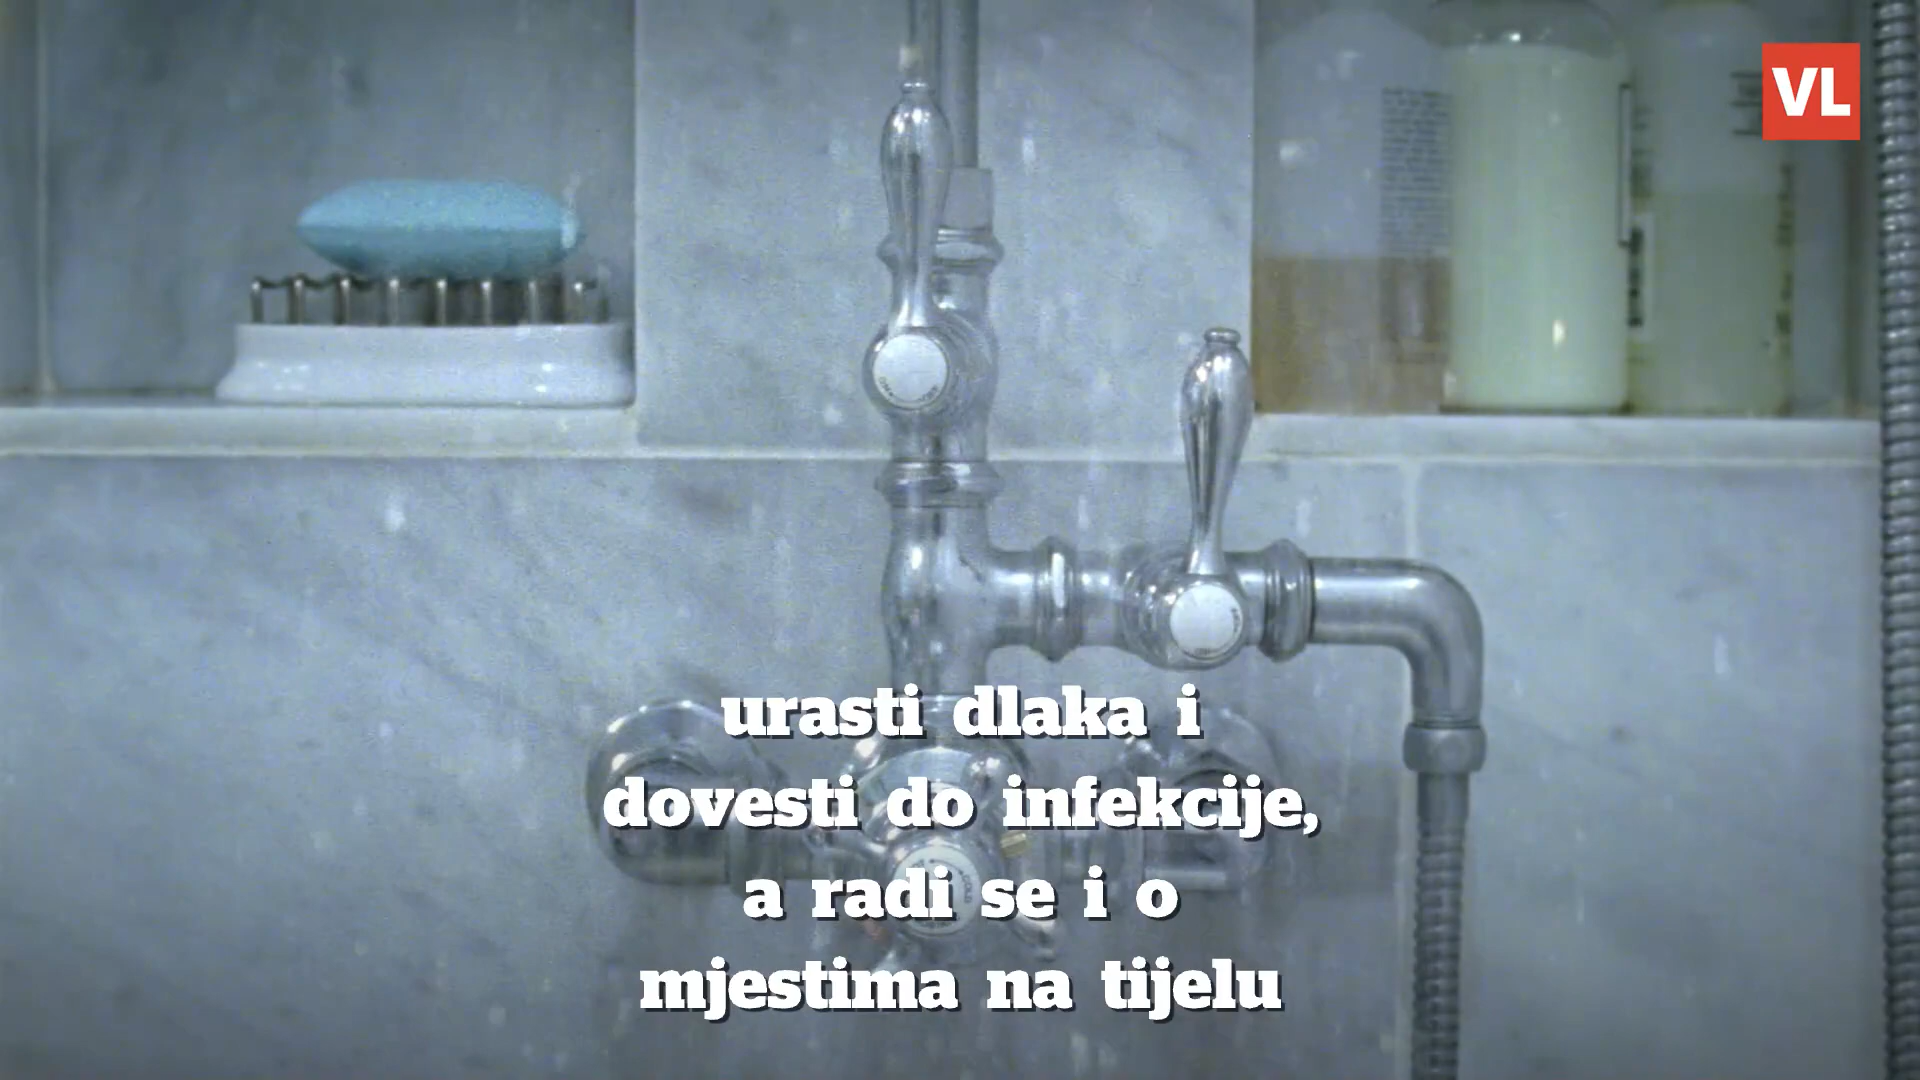 VL
urasti dlaka i
dovesti do infekcije,
a radi se i o
mjestima na tijelu